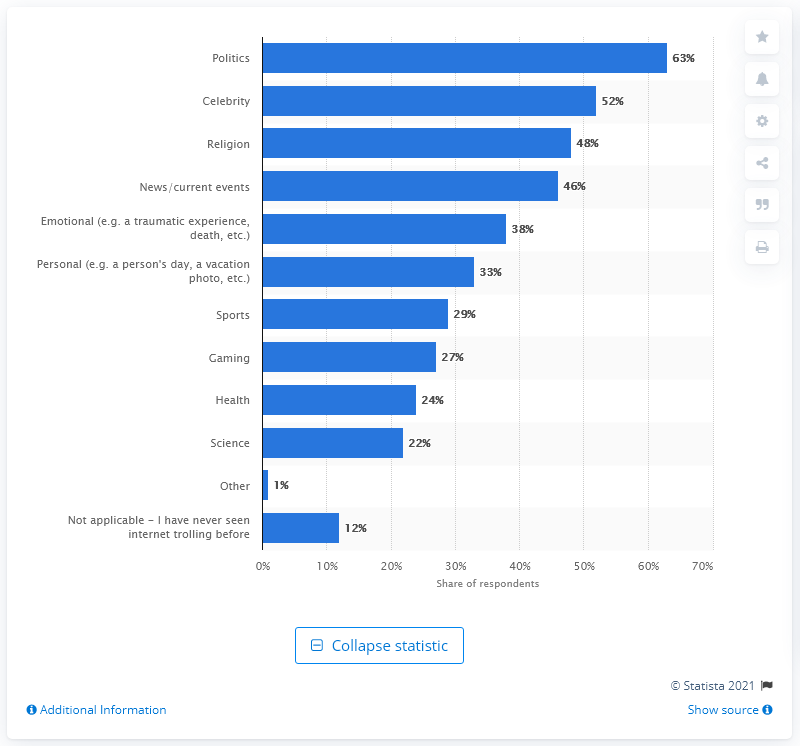 Politics 63%
Celebrity 52%
Religion 48%
News/current events 46%
Emotional (e.g. a traumatic experience,
death, etc.) 38%
Personal (e.g. a person's day, a vacation
photo, etc.) 33%
Sports 29%
Gaming 27%
Health 24%
Science 22%
Other 1%
Not applicable – I have never seen
internet trolling before 12%
0% 10% 20% 30% 40% 50% 60% 70%
Share of respondents
Collapse statistic
© Statista 2021
Additional Information
Show source